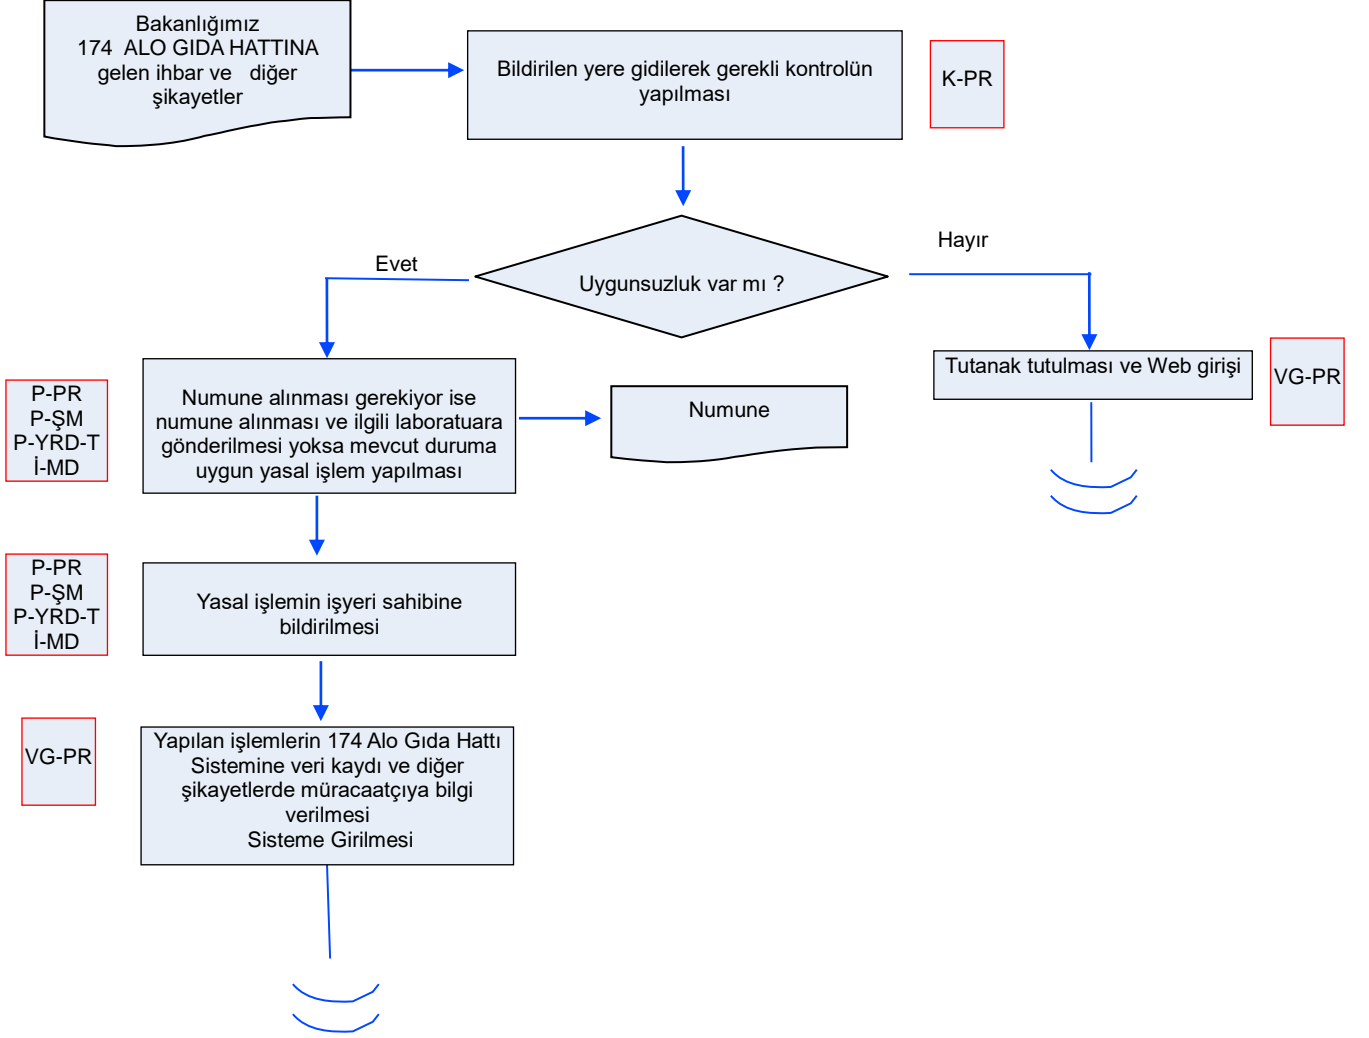 Bakanlığımız
174 ALO GIDA HATTINA
gelen ihbar ve diğer
şikayetler
Bildirilen yere gidilerek gerekli kontrolün
yapılması
K-PR
Uygunsuzluk var mı ?
Evet
Hayır
P-PR
P-ŞM
P-YRD-T
İ-MD
Numune alınması gerekiyor ise
numune alınması ve ilgili laboratuara
gönderilmesi yoksa mevcut duruma
uygun yasal işlem yapılması
Numune
Tutanak tutulması ve Web girişi
VG-PR
P-PR
P-ŞM
P-YRD-T
İ-MD
Yasal işlemin işyeri sahibine
bildirilmesi
VG-PR
Yapılan işlemlerin 174 Alo Gıda Hattı
Sistemine veri kaydı ve diğer
şikayetlerde müracaatçıya bilgi
verilmesi
Sisteme Girilmesi